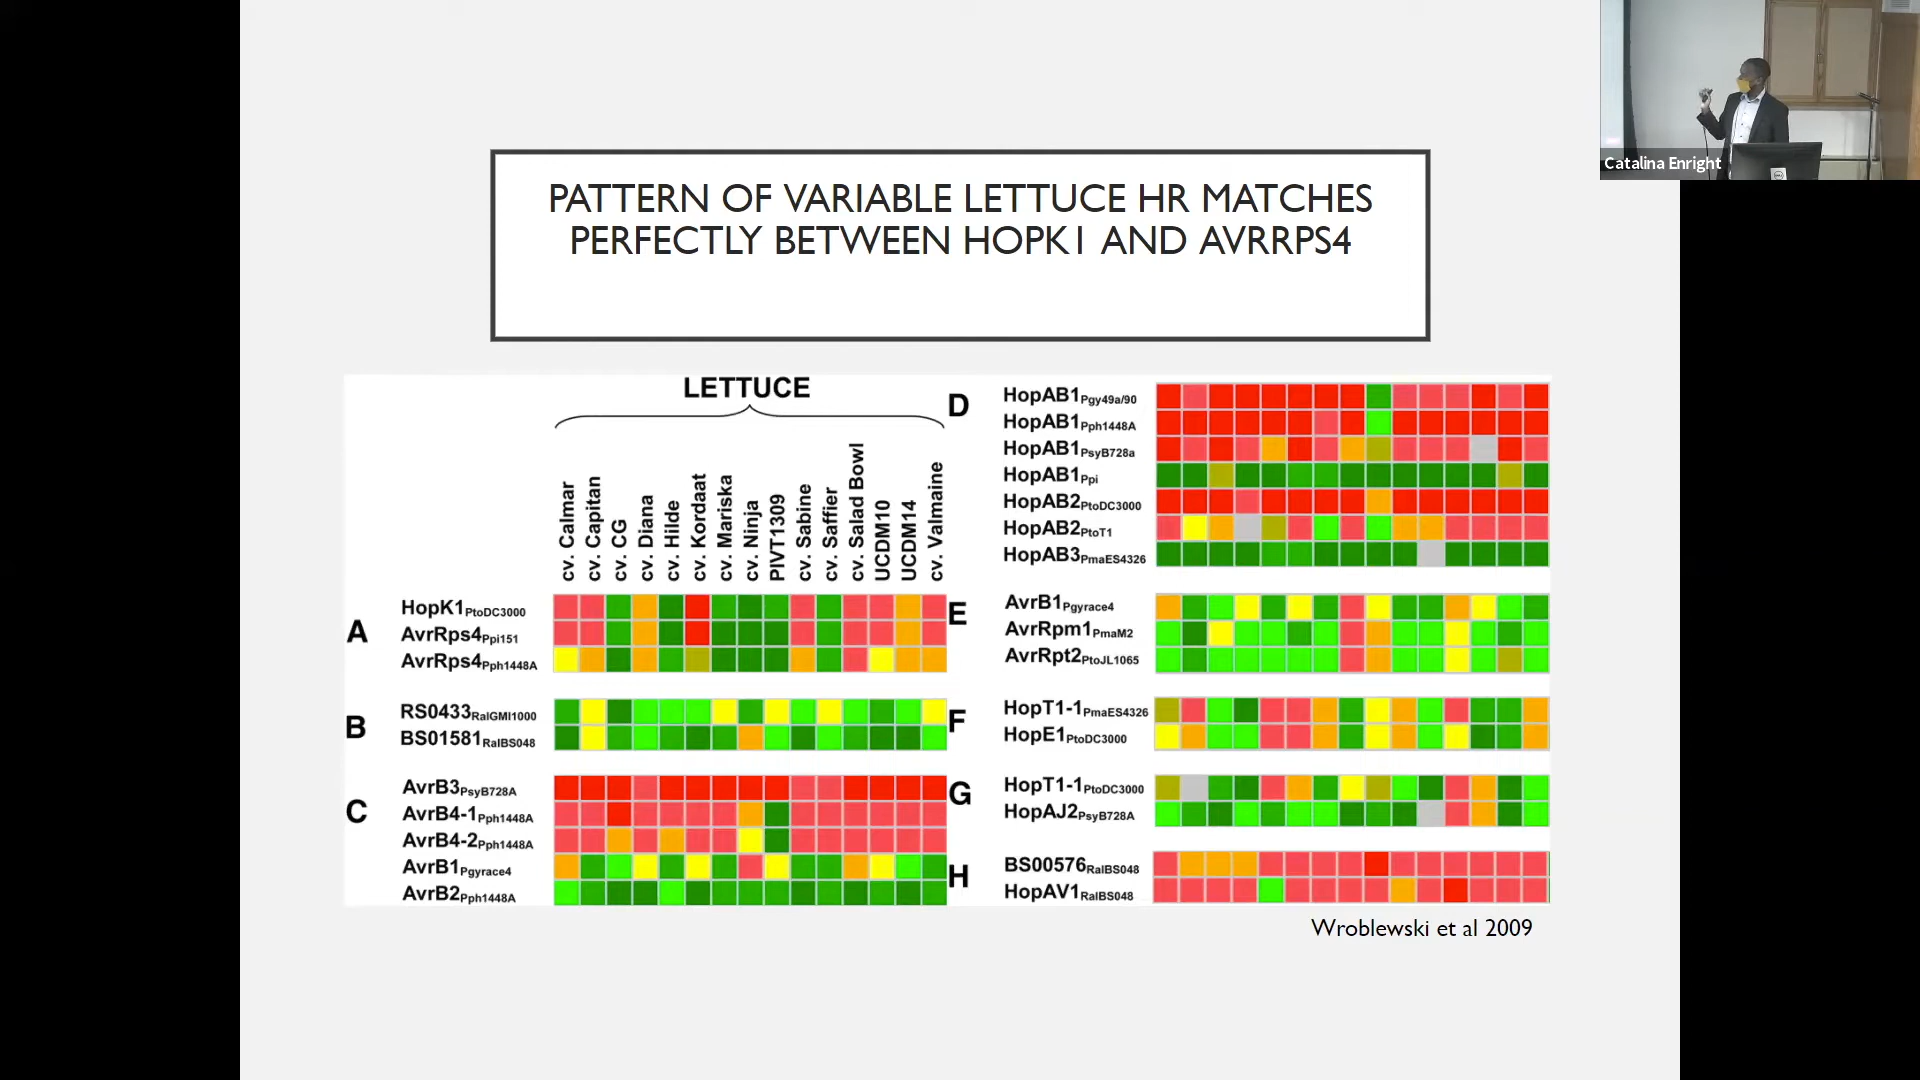 Catalina Enright
PATTERN OF VARIABLE LETTUCE HR MATCHES
PERFECTLY BETWEEN HOPK1 AND AVRRPS4
LETTUCE
cv. Calmar
cv. Capitan
cv. CG
cv. Diana
cv. Hilde
cv. Kordaat
cv. Mariska
cv. Ninja
PIVT1309
cv. Sabine
cv. Saffier
cv. Salad Bowl
UCDM10
UCDM14
cv. Valmaine
A
HopK1PtoDC3000
AvrRps4Ppi151
AvrRps4Pph1448A
B
RS0433RalGMI1000
BS01581RalBS048
C
AvrB3PsyB728A
AvrB4-1Pph1448A
AvrB4-2Pph1448A
AvrB1Pgyrace4
AvrB2Pph1448A
D
HopAB1Pgy49a/90
HopAB1Pph1448A
HopAB1PsyB728a
HopAB1Ppi
HopAB2PtoDC3000
HopAB2PtoT1
HopAB3PmaES4326
E
AvrB1Pgyrace4
AvrRpm1PmaM2
AvrRpt2PtoJL1065
F
HopT1-1PmaES4326
HopE1PtoDC3000
G
HopT1-1PtoDC3000
HopAJ2PsyB728A
H
BS00576RalBS048
HopAV1RalBS048
Wroblewski et al 2009